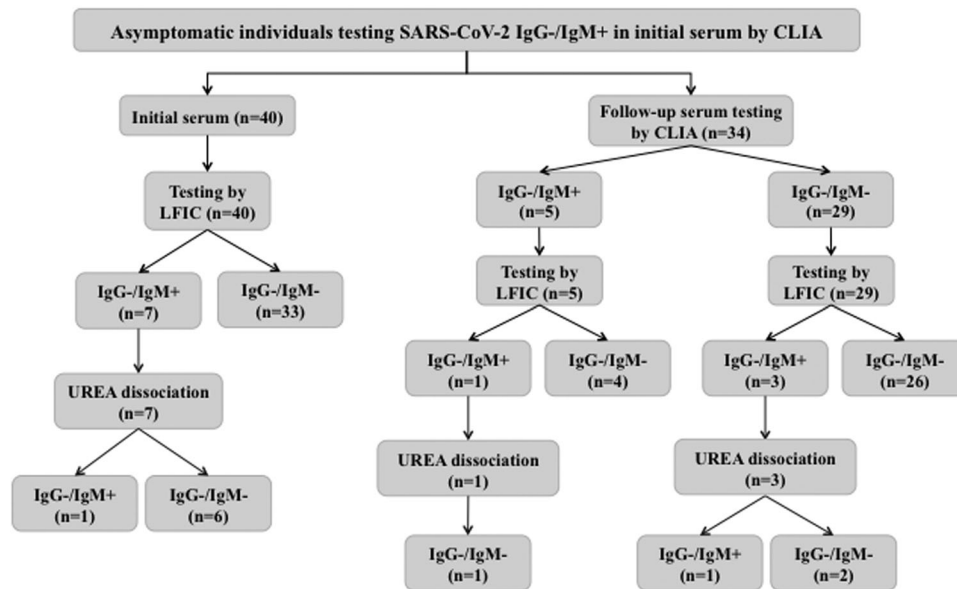 Asymptomatic individuals testing SARS-CoV-2 IgG-/IgM+ in initial serum by CLIA
Initial serum (n=40)
Testing by
LFIC (n=40)
IgG-/IgM+
(n=7)
IgG-/IgM-
(n=33)
UREA dissociation
(n=7)
IgG-/IgM+
(n=1)
IgG-/IgM-
(n=6)
Follow-up serum testing
by CLIA (n=34)
IgG-/IgM+
(n=5)
Testing by
LFIC (n=5)
IgG-/IgM+
(n=1)
IgG-/IgM-
(n=4)
UREA dissociation
(n=1)
IgG-/IgM-
(n=1)
IgG-/IgM-
(n=29)
Testing by
LFIC (n=29)
IgG-/IgM+
(n=3)
IgG-/IgM-
(n=26)
UREA dissociation
(n=3)
IgG-/IgM+
(n=1)
IgG-/IgM-
(n=2)